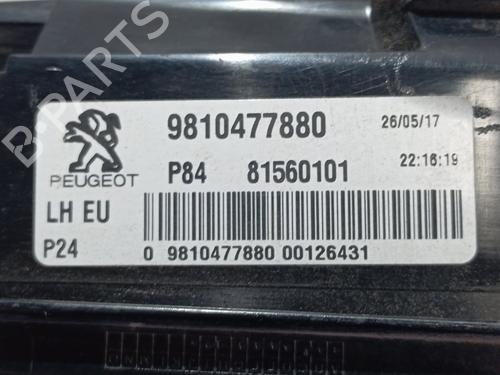 B-PARTS
9810477880 26/05/17
PEUGEOT P84 81560101 22:16:19
LH EU
P24 0 9810477880 00126431